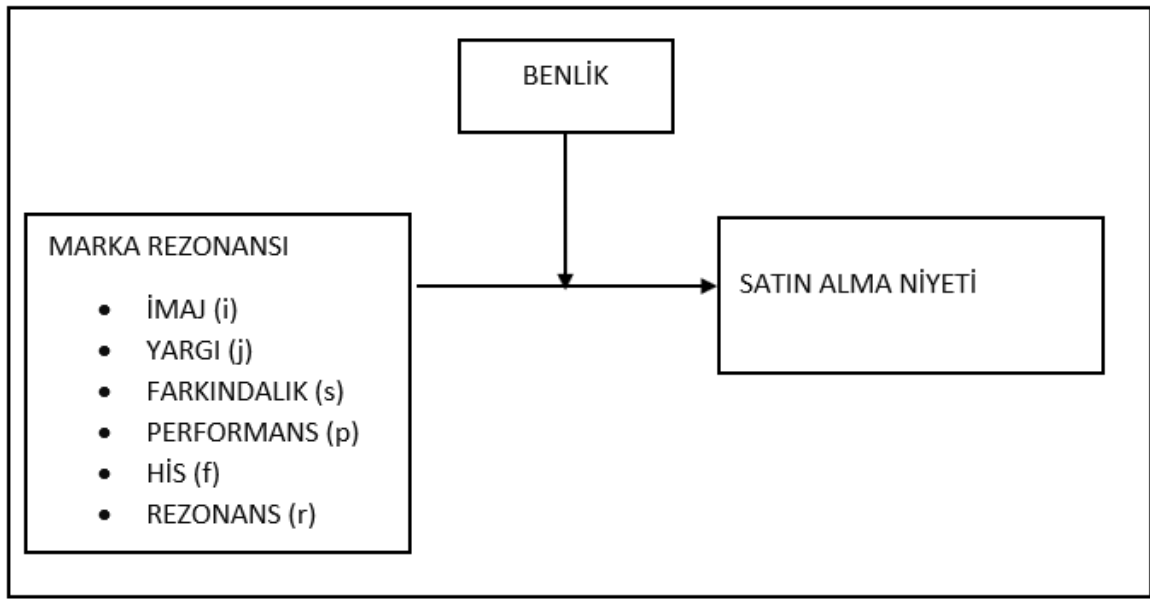 BENLİK
MARKA REZONANSI
• İMAJ (i)
• YARGI (j)
• FARKINDALIK (s)
• PERFORMANS (p)
• HİS (f)
• REZONANS (r)
SATIN ALMA NİYETİ